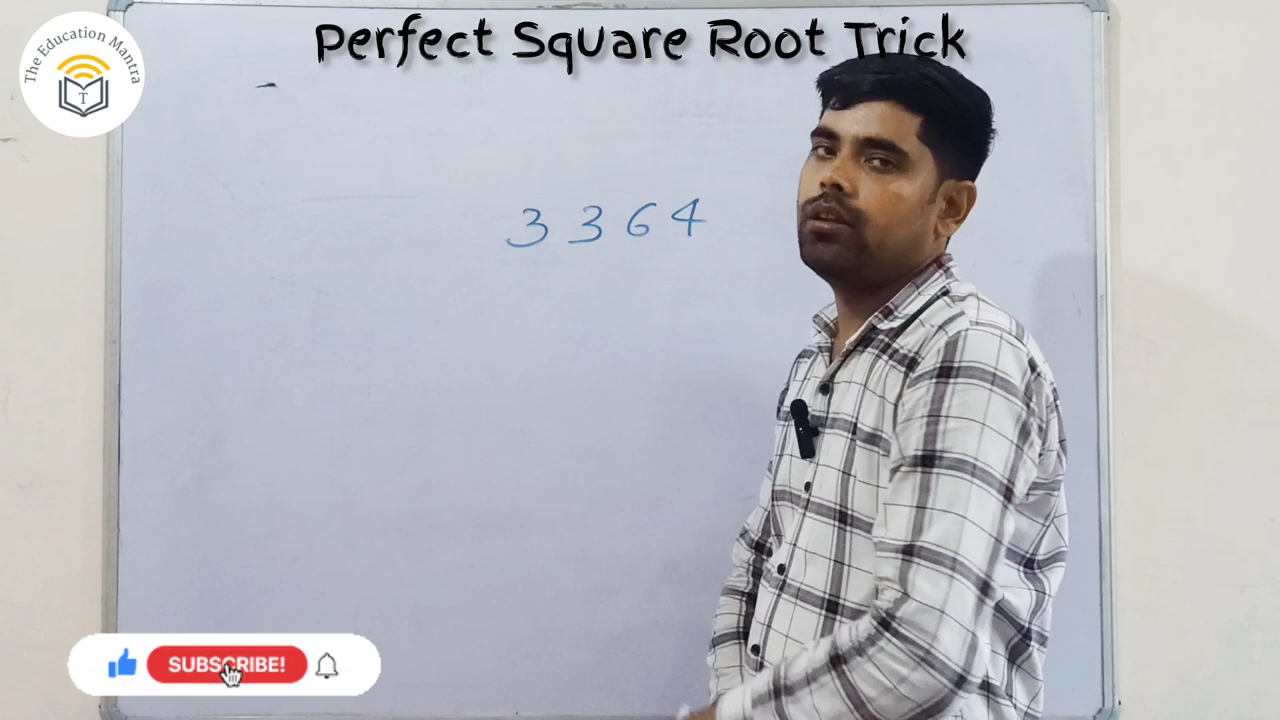 Perfect Square Root Trick
The Education Mantra
T
3364
SUBSCRIBE!